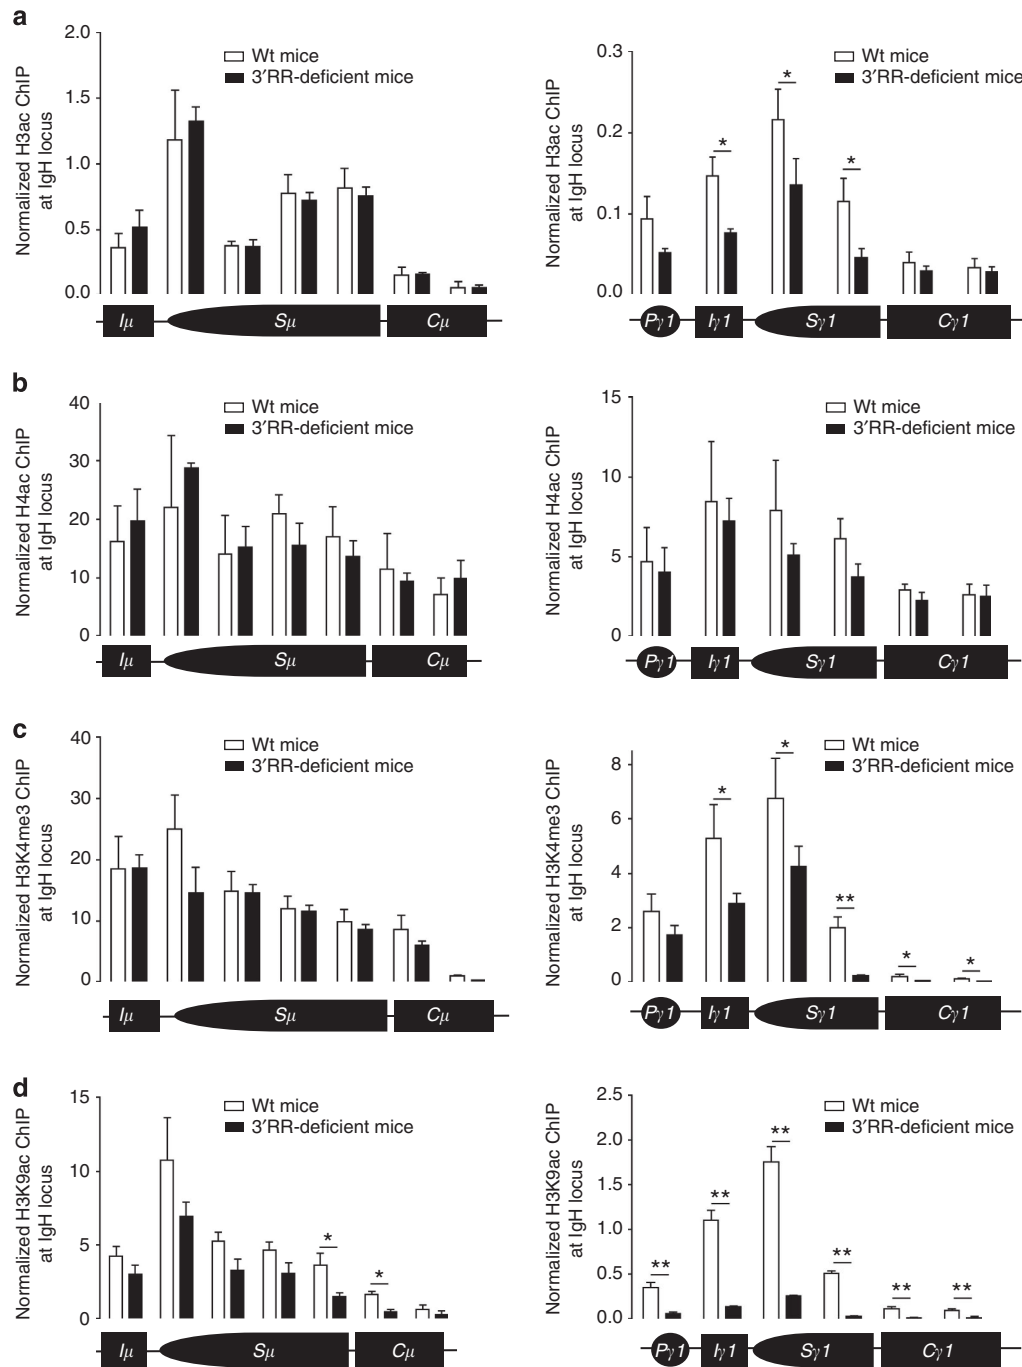 a
Normalized H3ac ChIP
at IgH locus
2.0
1.5
1.0
0.5
0.0
Wt mice
3′RR-deficient mice
Iμ
Sμ
Cμ
Normalized H3ac ChIP
at IgH locus
0.3
0.2
0.1
0.0
Wt mice
3′RR-deficient mice
*
*
*
Pγ1
Iγ1
Sγ1
Cγ1
b
Normalized H4ac ChIP
at IgH locus
40
30
20
10
0
Wt mice
3′RR-deficient mice
Iμ
Sμ
Cμ
Normalized H4ac ChIP
at IgH locus
15
10
5
0
Wt mice
3′RR-deficient mice
Pγ1
Iγ1
Sγ1
Cγ1
c
Normalized H3K4me3 ChIP
at IgH locus
40
30
20
10
0
Wt mice
3′RR-deficient mice
Iμ
Sμ
Cμ
Normalized H3K4me3 ChIP
at IgH locus
8
6
4
2
0
Wt mice
3′RR-deficient mice
*
*
**
*
*
Pγ1
Iγ1
Sγ1
Cγ1
d
Normalized H3K9ac ChIP
at IgH locus
15
10
5
0
Wt mice
3′RR-deficient mice
*
*
Iμ
Sμ
Cμ
Normalized H3K9ac ChIP
at IgH locus
2.5
2.0
1.5
1.0
0.5
0.0
Wt mice
3′RR-deficient mice
**
**
**
**
**
**
Pγ1
Iγ1
Sγ1
Cγ1